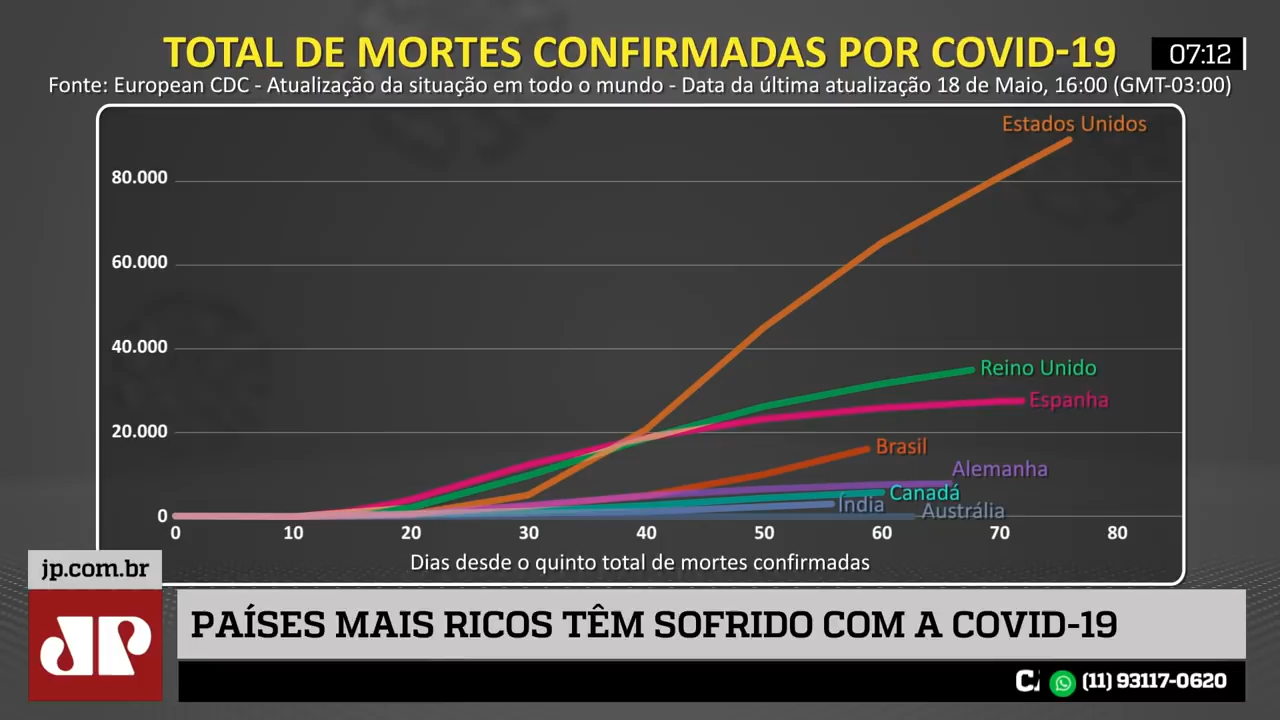 TOTAL DE MORTES CONFIRMADAS POR COVID-19
07:12
Fonte: European CDC - Atualização da situação em todo o mundo - Data da última atualização 18 de Maio, 16:00 (GMT-03:00)
Estados Unidos
80.000
60.000
40.000
Reino Unido
Espanha
20.000
Brasil
Alemanha
Canadá
Índia
Austrália
0
0 10 20 30 40 50 60 70 80
Dias desde o quinto total de mortes confirmadas
jp.com.br
JP
PAÍSES MAIS RICOS TÊM SOFRIDO COM A COVID-19
(11) 93117-0620